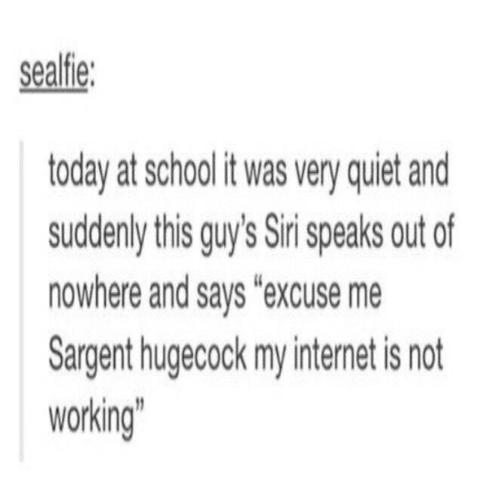 sealfie:
today at school it was very quiet and
suddenly this guy's Siri speaks out of
nowhere and says “excuse me
Sargent hugecock my internet is not
working”